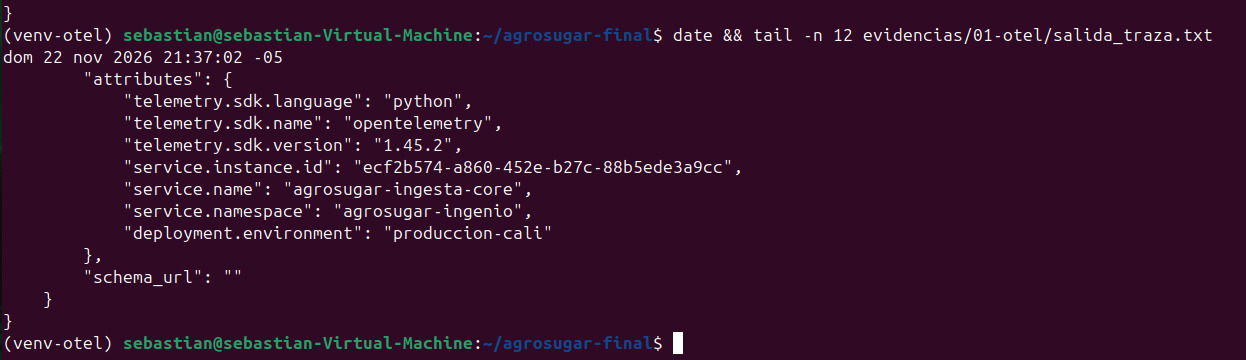 }
(venv-otel) sebastian@sebastian-Virtual-Machine:~/agrosugar-final$ date && tail -n 12 evidencias/01-otel/salida_traza.txt
dom 22 nov 2026 21:37:02 -05
        "attributes": {
            "telemetry.sdk.language": "python",
            "telemetry.sdk.name": "opentelemetry",
            "telemetry.sdk.version": "1.45.2",
            "service.instance.id": "ecf2b574-a860-452e-b27c-88b5ede3a9cc",
            "service.name": "agrosugar-ingesta-core",
            "service.namespace": "agrosugar-ingenio",
            "deployment.environment": "produccion-cali"
        },
        "schema_url": ""
    }
}
(venv-otel) sebastian@sebastian-Virtual-Machine:~/agrosugar-final$